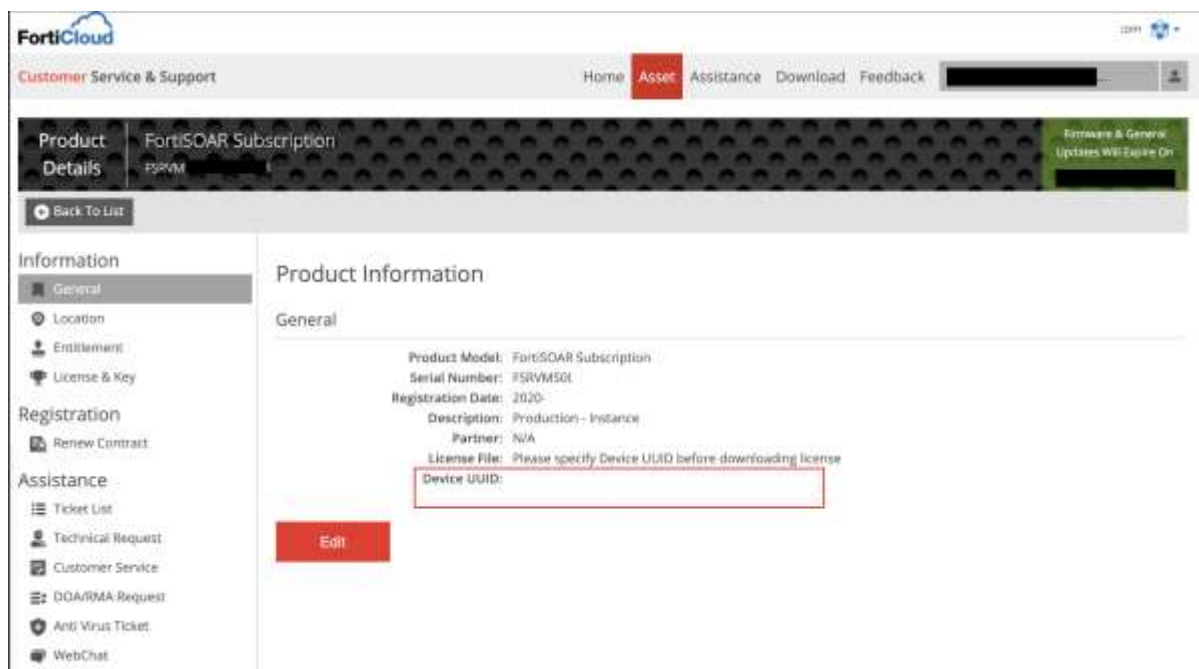 FortiCloud
Customer Service & Support
Home Asset Assistance Download Feedback
Product Details
FortiSOAR Subscription
FSRVM
Firmware & General
Updates Will Expire On
Back To List
Information
General
Location
Entitlement
License & Key
Registration
Renew Contract
Assistance
Ticket List
Technical Request
Customer Service
DOA/RMA Request
Anti Virus Ticket
WebChat
Product Information
General
Product Model: FortiSOAR Subscription
Serial Number:
Registration Date: 2020-
Description: Production - Instance
Partner: N/A
License File: Please specify Device UUID before downloading license
Device UUID:
Edit